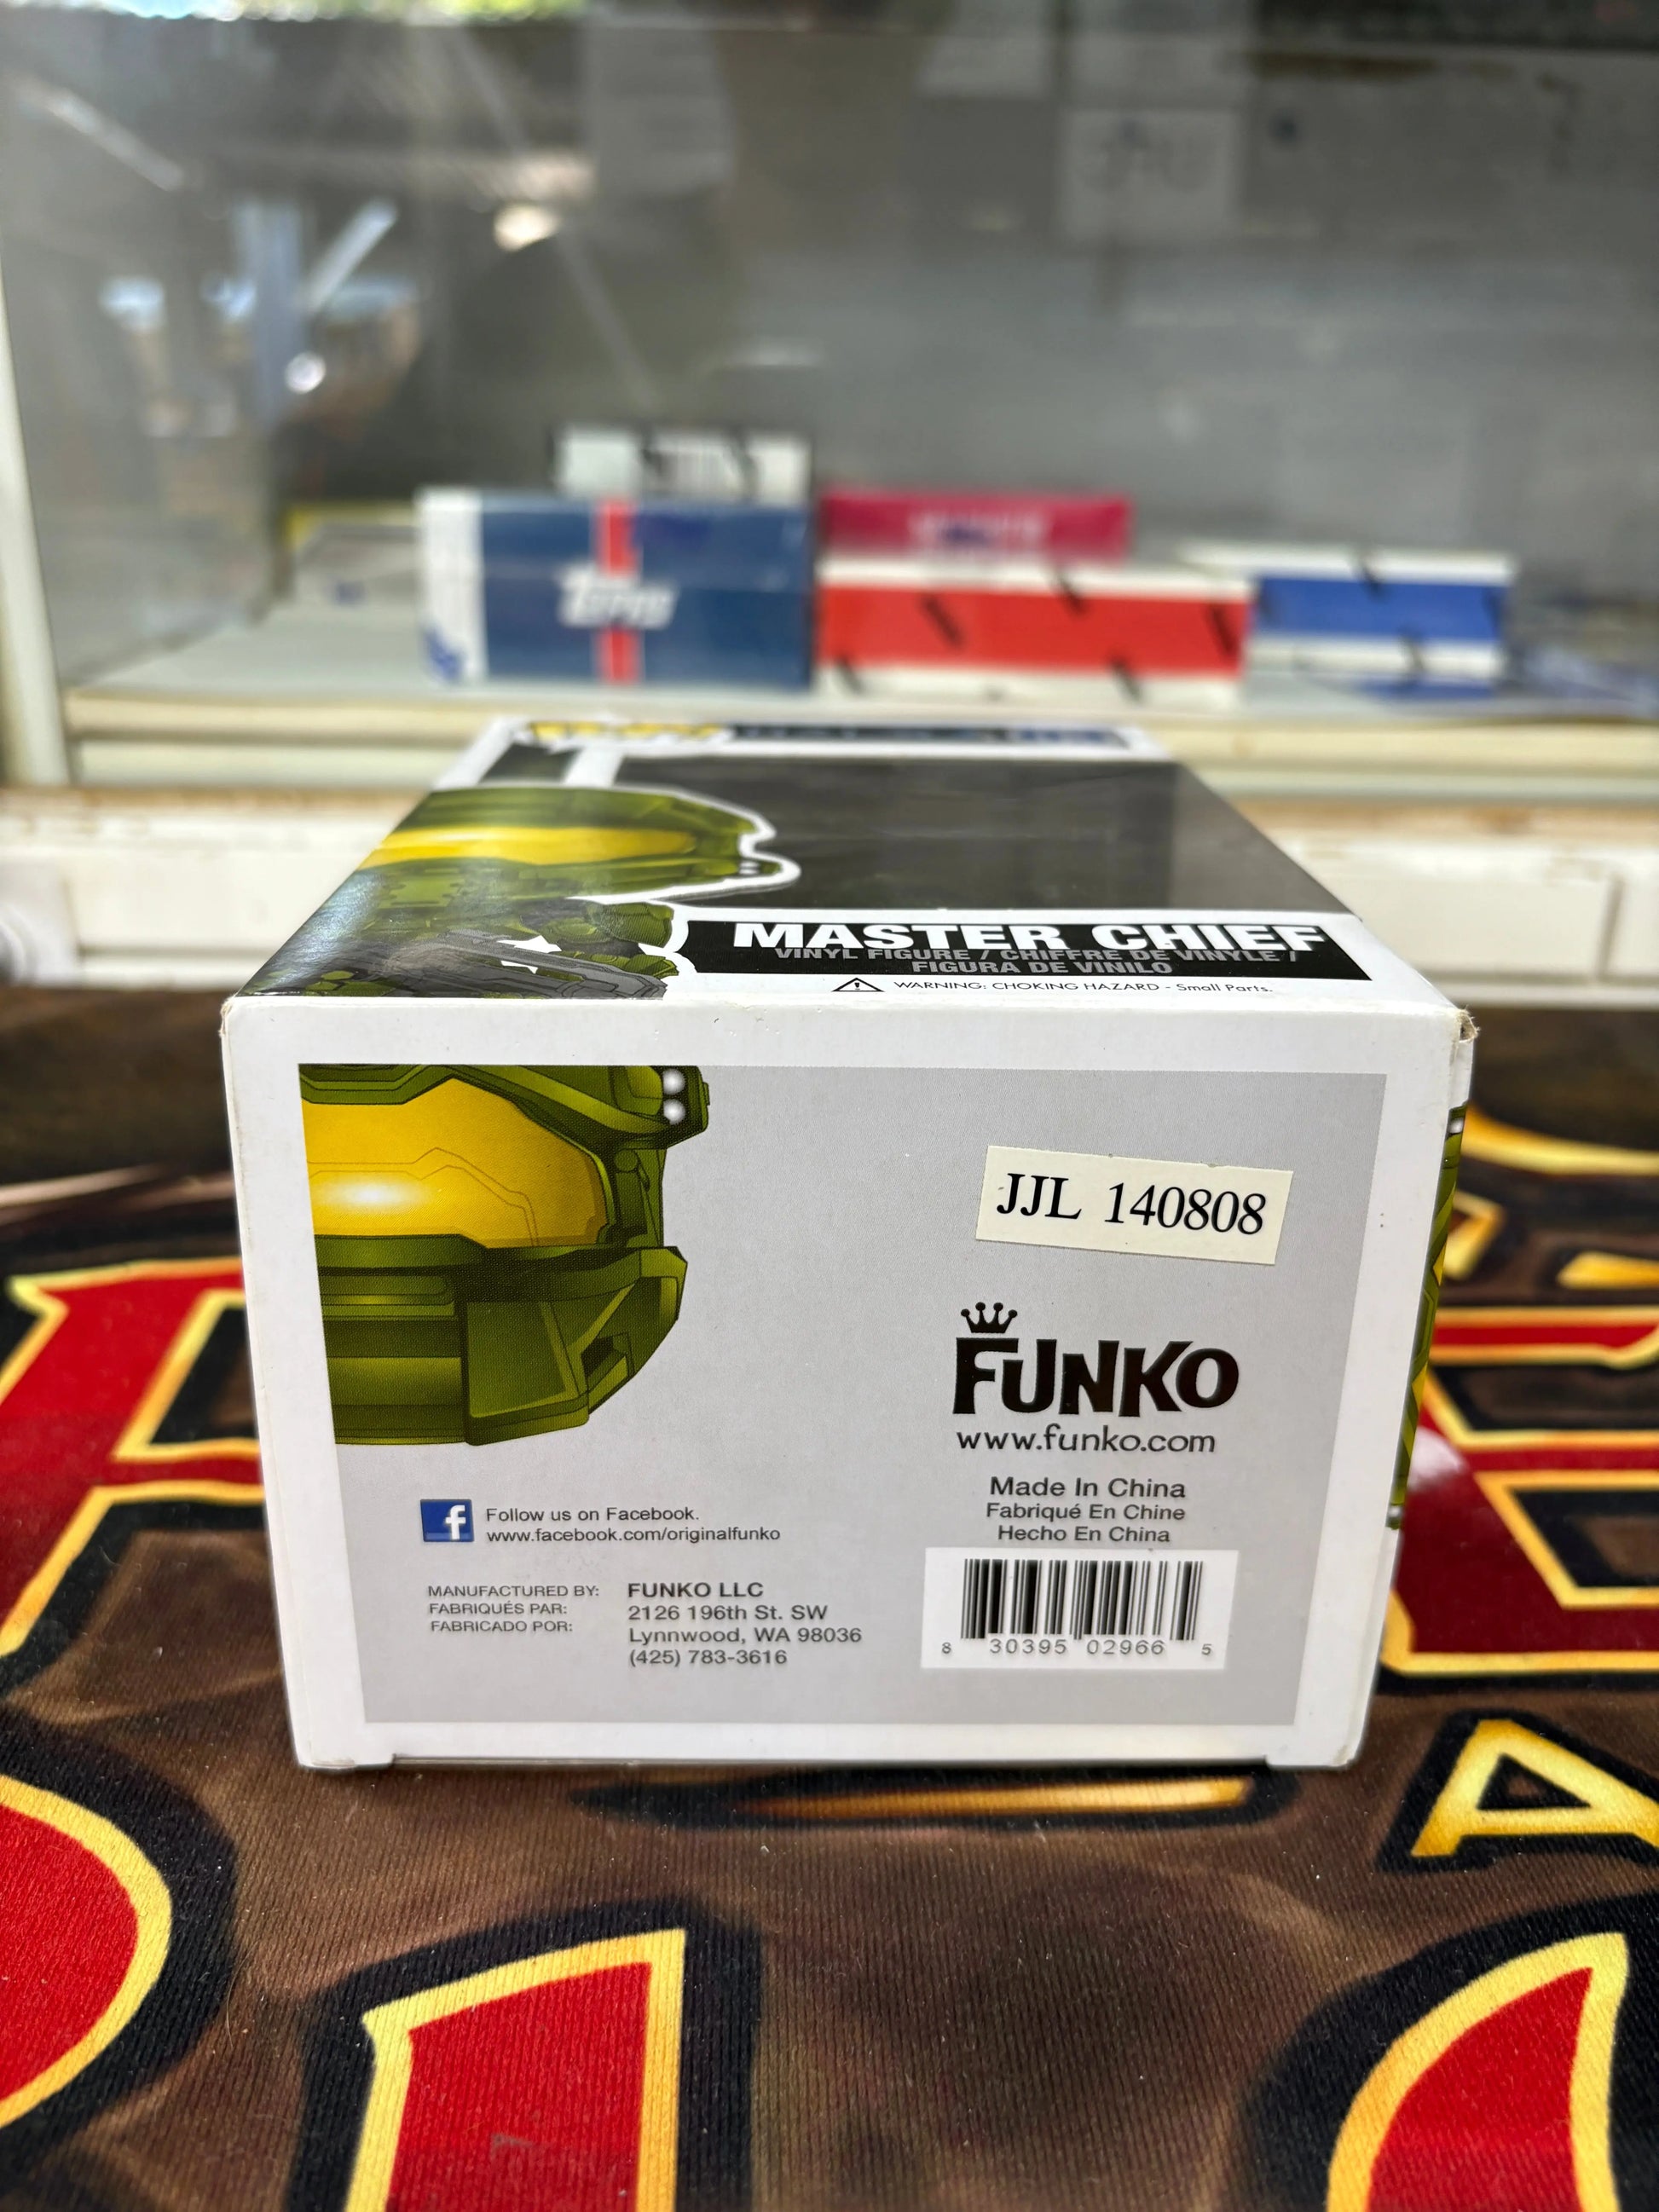 Topps
MASTER CHIEF
VINYL FIGURE / CHIFFRE DE VINYLE /
FIGURA DE VINILO
WARNING: CHOKING HAZARD - Small Parts.
JJL 140808
FUNKO
www.funko.com
Made In China
Fabriqué En Chine
Hecho En China
f
Follow us on Facebook.
www.facebook.com/originalfunko
MANUFACTURED BY:
FABRIQUÉS PAR:
FABRICADO POR:
FUNKO LLC
2126 196th St. SW
Lynnwood, WA 98036
(425) 783-3616
8 30395 02966 5
A